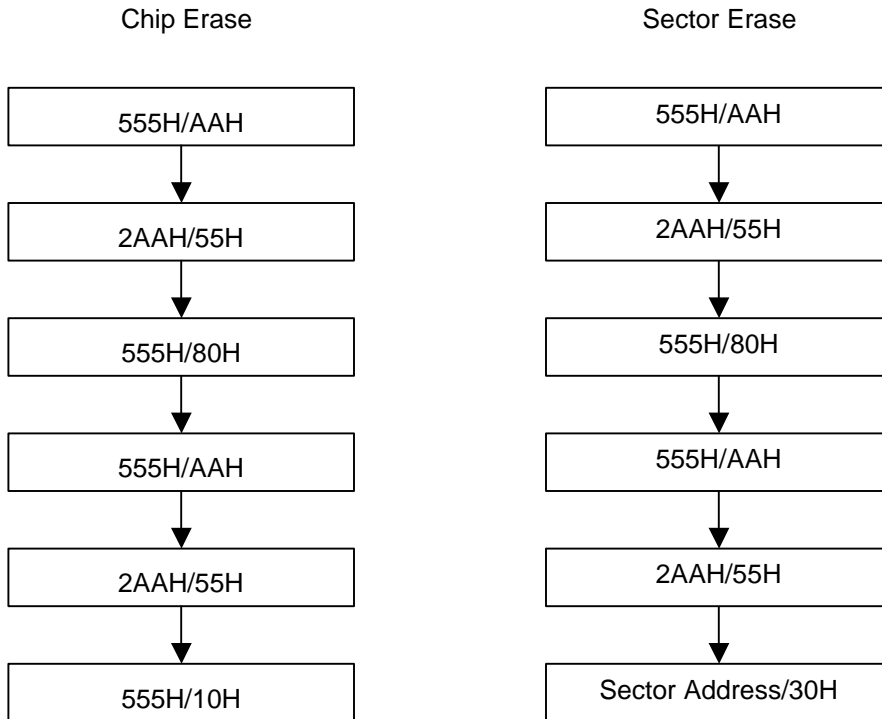 Chip Erase
555H/AAH
2AAH/55H
555H/80H
555H/AAH
2AAH/55H
555H/10H
Sector Erase
555H/AAH
2AAH/55H
555H/80H
555H/AAH
2AAH/55H
Sector Address/30H